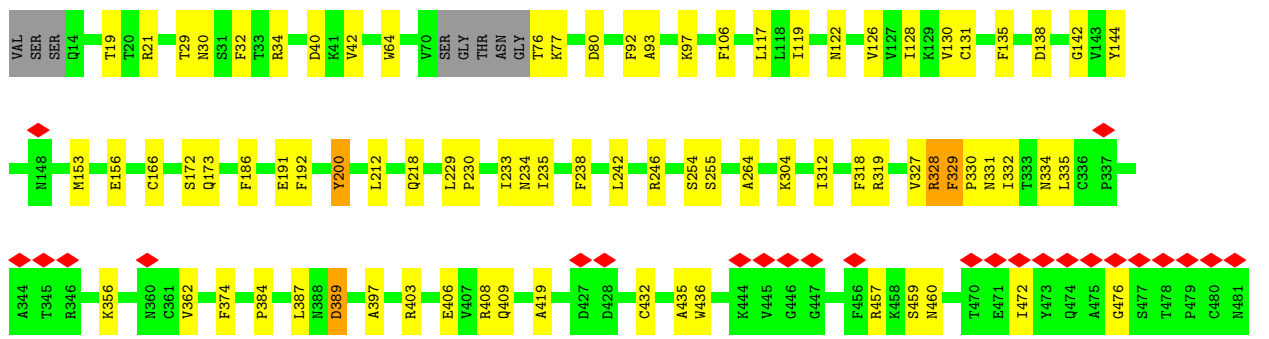 VAL SER SER Q14 T19 T20 R21 T29 N30 S31 F32 T33 R34 D40 K41 V42 W64 V70 SER GLY THR ASN GLY T76 K77 D80 F92 A93 K97 F106 L117 L118 I119 N122 V126 V127 I128 K129 V130 C131 F135 D138 G142 V143 Y144
N148 M153 E156 C166 S172 Q173 F186 E191 F192 Y200 L212 Q218 L229 P230 I233 N234 I235 F238 L242 R246 S254 S255 A264 K304 I312 F318 R319 V327 R328 F329 P330 N331 I332 T333 N334 L335 C336 P337
A344 T345 R346 K356 N360 C361 V362 F374 P384 L387 N388 D389 A397 R403 E406 V407 R408 Q409 A419 D427 D428 C432 A435 W436 K444 V445 G446 G447 F456 R457 K458 S459 N460 T470 E471 I472 Y473 Q474 A475 G476 S477 T478 P479 C480 N481